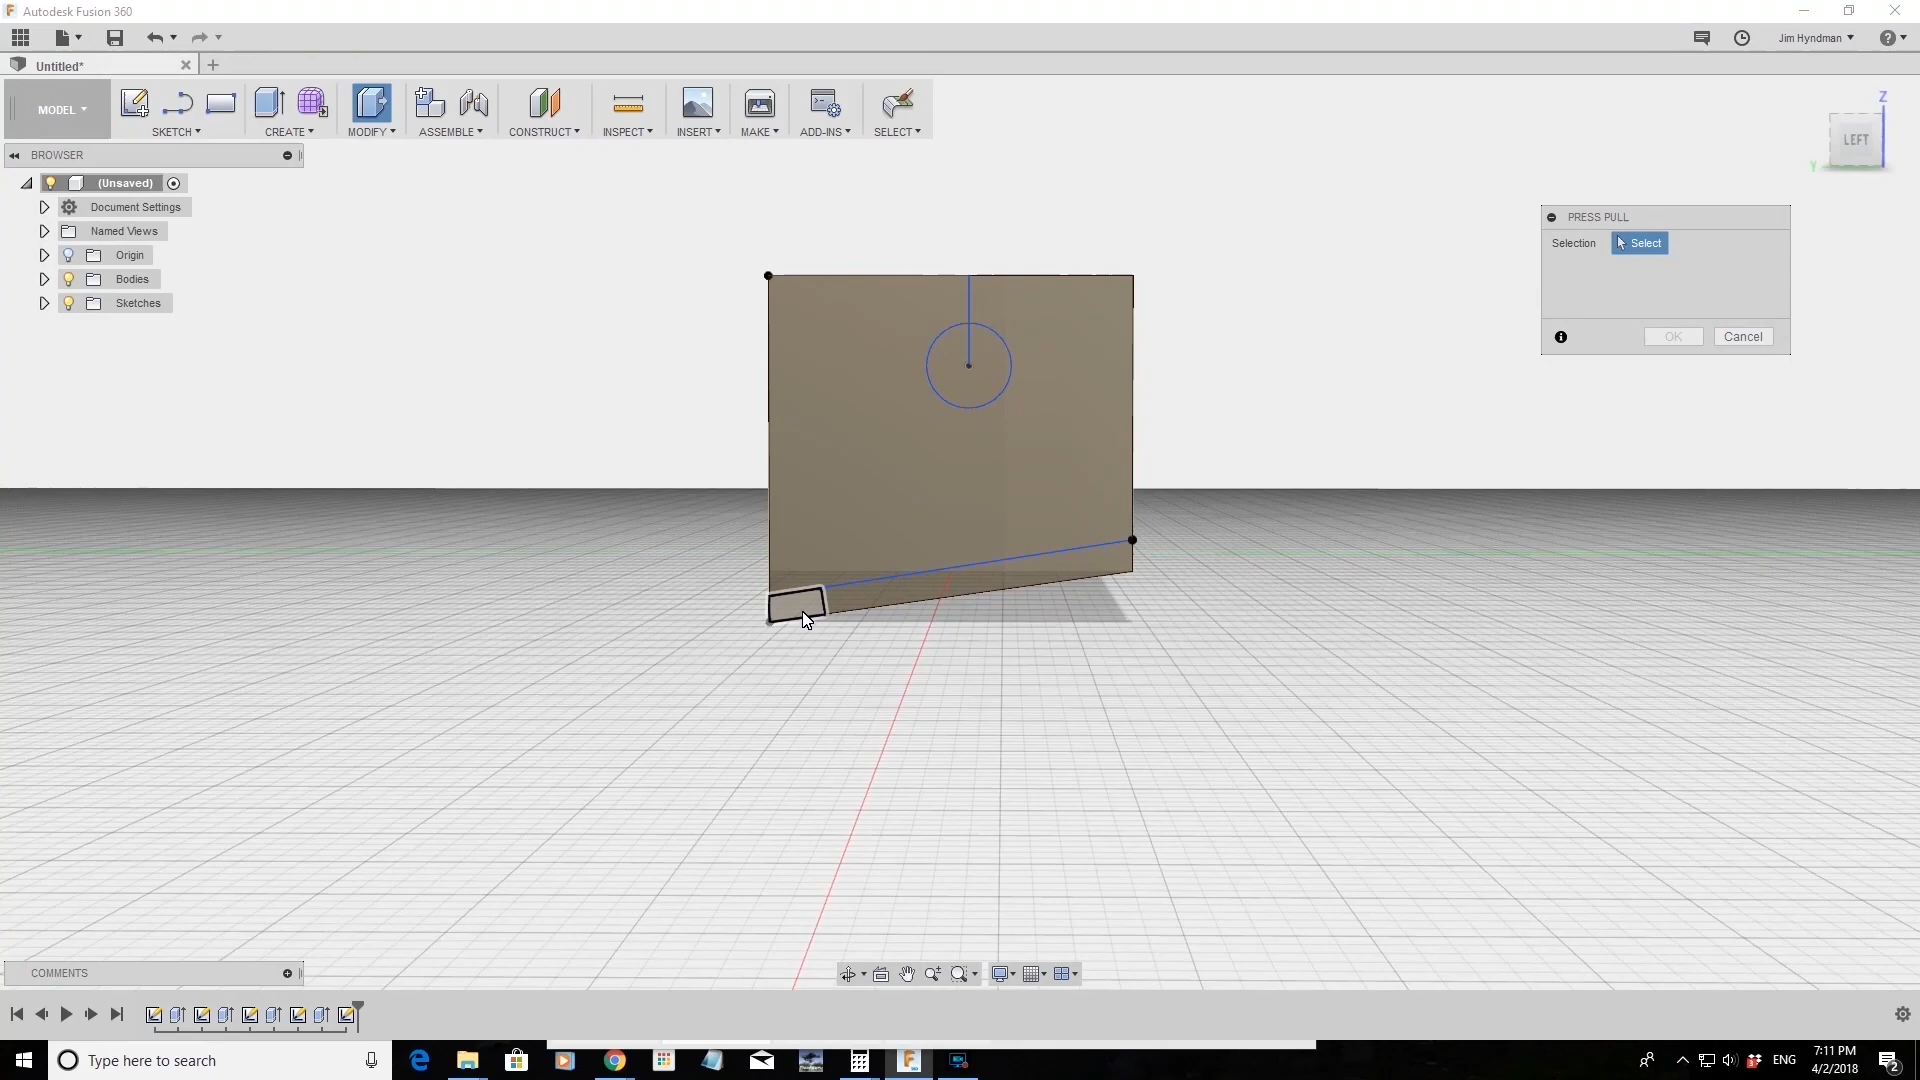 Autodesk Fusion 360
Jim Hyndman
Untitled*
MODEL
SKETCH
CREATE
MODIFY
ASSEMBLE
CONSTRUCT
INSPECT
INSERT
MAKE
ADD-INS
SELECT
Z
LEFT
Y
BROWSER
(Unsaved)
Document Settings
Named Views
Origin
Bodies
Sketches
PRESS PULL
Selection
Select
OK
Cancel
COMMENTS
Type here to search
ENG
7:11 PM
4/2/2018
2